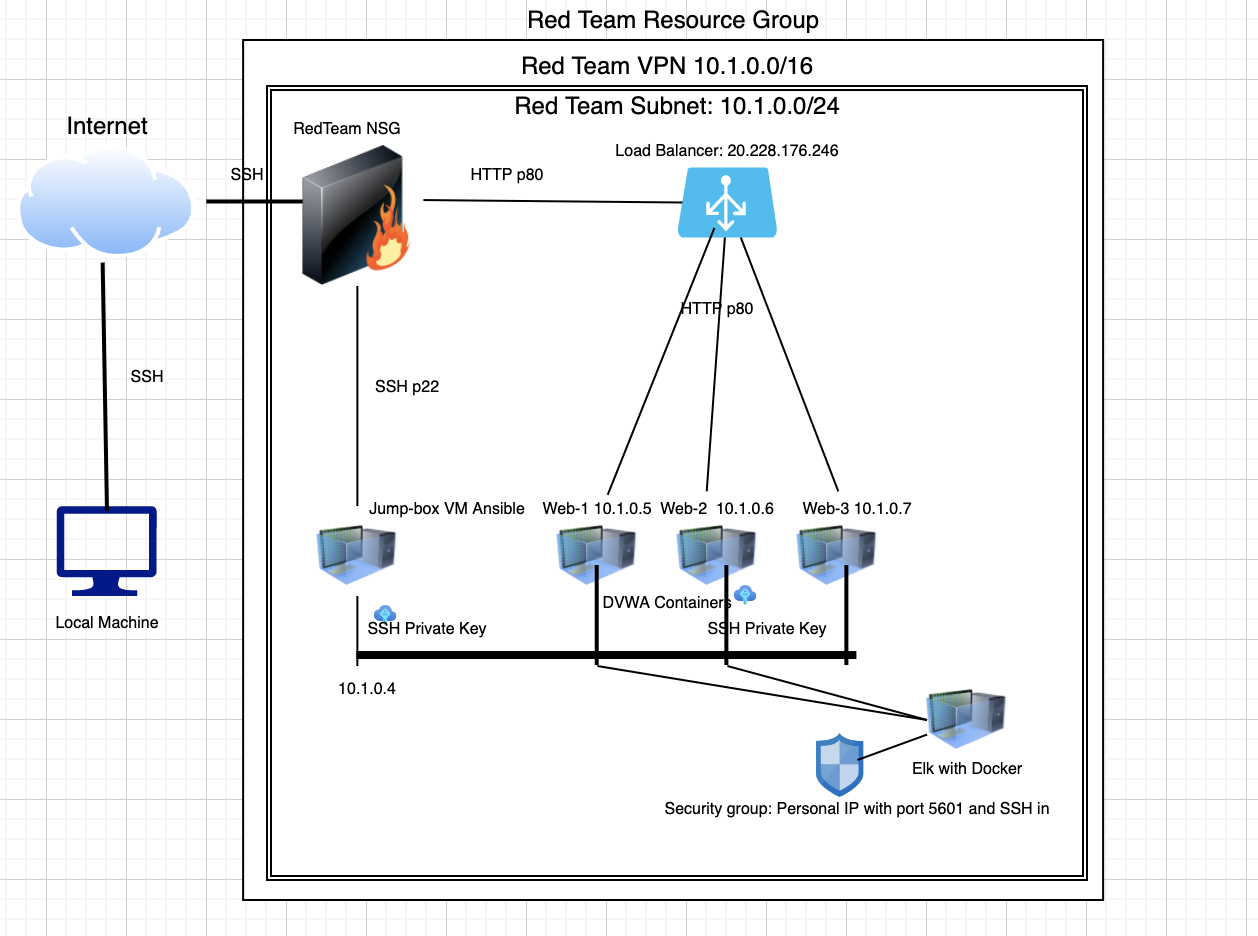 Red Team Resource Group
Red Team VPN 10.1.0.0/16
Red Team Subnet: 10.1.0.0/24
Internet
RedTeam NSG
Load Balancer: 20.228.176.246
SSH
HTTP p80
HTTP p80
SSH
SSH p22
Jump-box VM Ansible
Web-1 10.1.0.5
Web-2 10.1.0.6
Web-3 10.1.0.7
DVWA Containers
Local Machine
SSH Private Key
SSH Private Key
10.1.0.4
Elk with Docker
Security group: Personal IP with port 5601 and SSH in